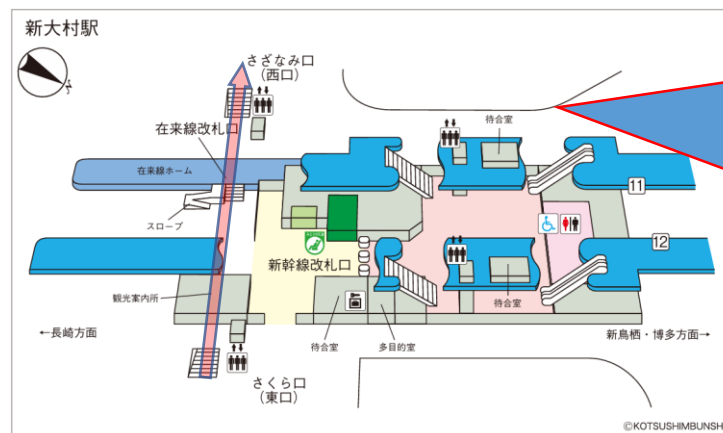 新大村駅
さざなみ口
(西口)
在来線改札口
待合室
在来線ホーム
11
スロープ
12
新幹線改札口
観光案内所
待合室
←長崎方面
待合室
多目的室
新鳥栖・博多方面→
さくら口
(東口)
©KOTSUSHIMBUNSH